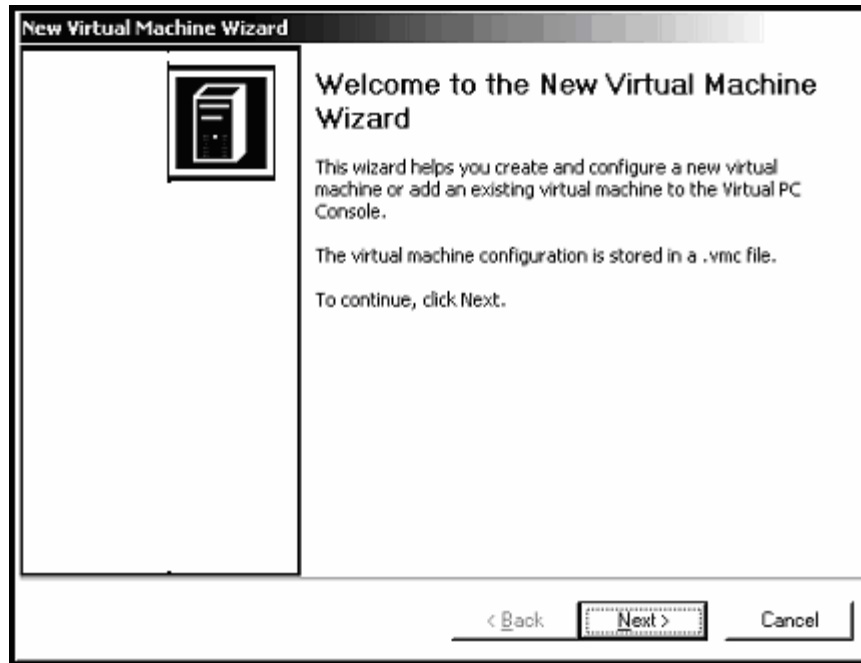 New Virtual Machine Wizard
Welcome to the New Virtual Machine
Wizard
This wizard helps you create and configure a new virtual
machine or add an existing virtual machine to the Virtual PC
Console.
The virtual machine configuration is stored in a .vmc file.
To continue, click Next.
< Back Next > Cancel